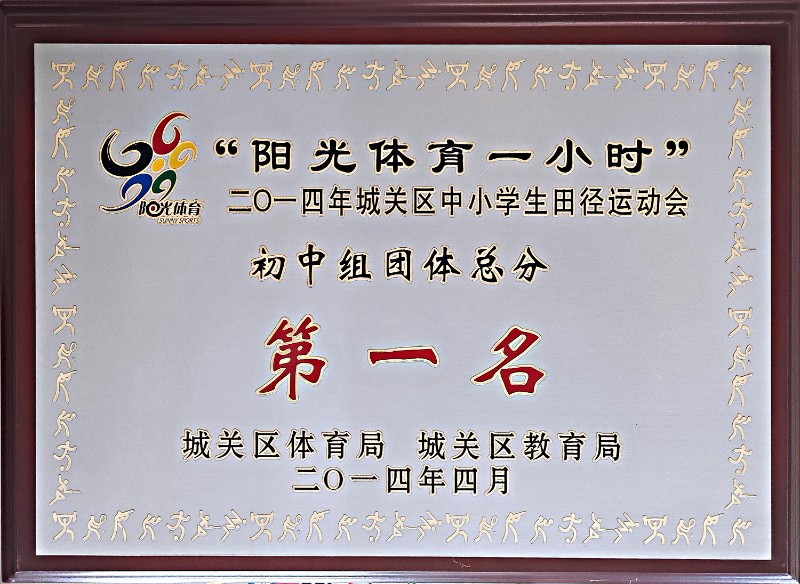 “阳光体育一小时”
阳光体育
SUNNY SPORTS
二〇一四年城关区中小学生田径运动会
初中组团体总分
第一名
城关区体育局 城关区教育局
二〇一四年四月